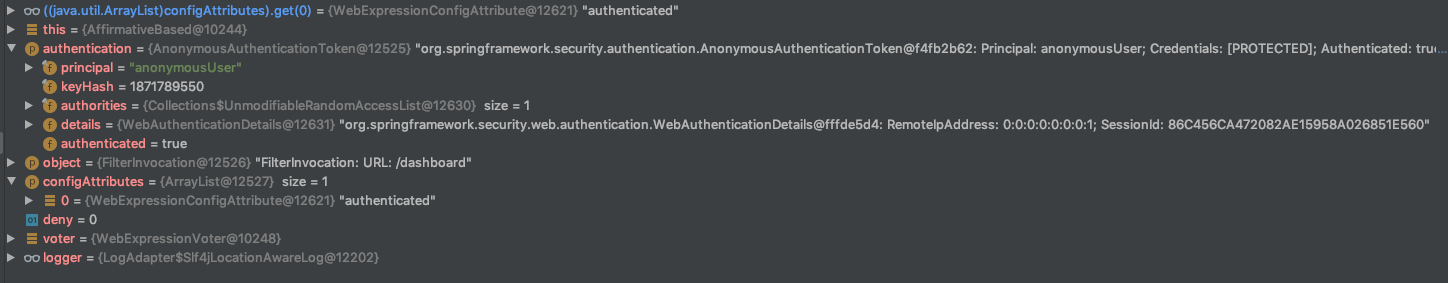 ((java.util.ArrayList)configAttributes).get(0) = {WebExpressionConfigAttribute@12621} "authenticated"
this = {AffirmativeBased@10244}
authentication = {AnonymousAuthenticationToken@12525} "org.springframework.security.authentication.AnonymousAuthenticationToken@f4fb2b62: Principal: anonymousUser; Credentials: [PROTECTED]; Authenticated: tru...
principal = "anonymousUser"
keyHash = 1871789550
authorities = {Collections$UnmodifiableRandomAccessList@12630} size = 1
details = {WebAuthenticationDetails@12631} "org.springframework.security.web.authentication.WebAuthenticationDetails@fffde5d4: RemoteIpAddress: 0:0:0:0:0:0:0:1; SessionId: 86C456CA472082AE15958A026851E560"
authenticated = true
object = {FilterInvocation@12526} "FilterInvocation: URL: /dashboard"
configAttributes = {ArrayList@12527} size = 1
0 = {WebExpressionConfigAttribute@12621} "authenticated"
deny = 0
voter = {WebExpressionVoter@10248}
logger = {LogAdapter$Slf4jLocationAwareLog@12202}